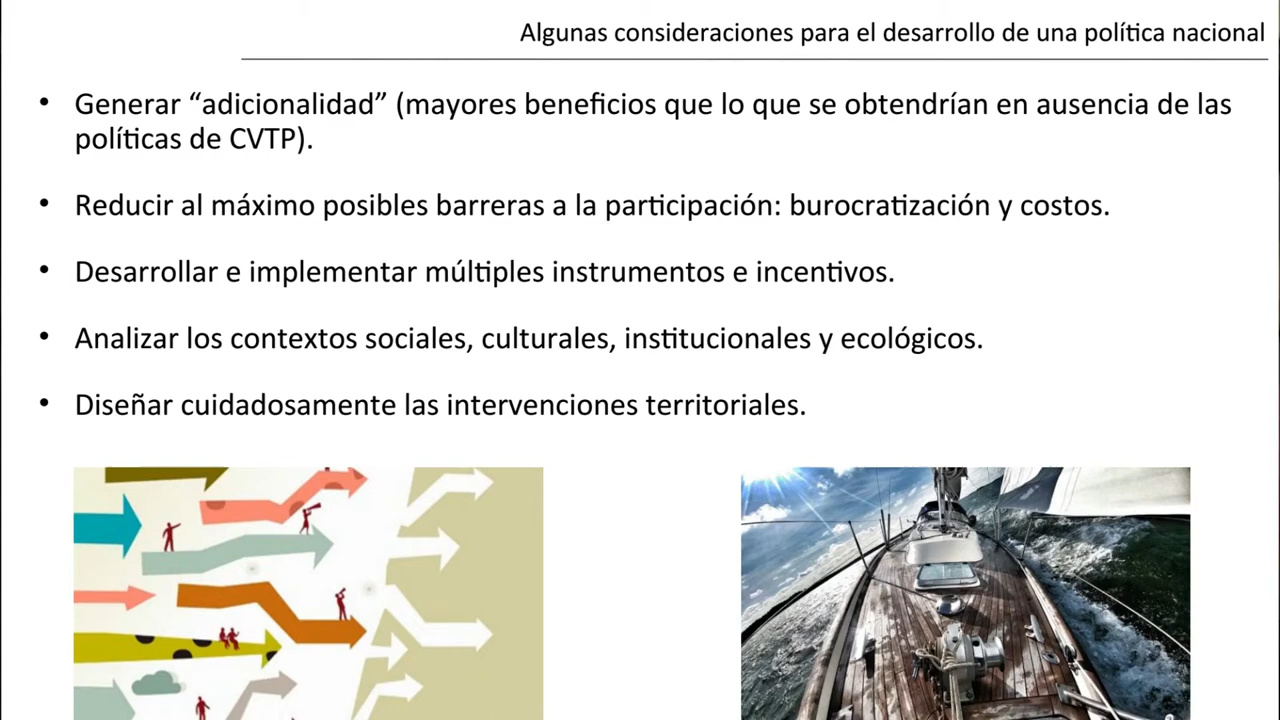 Algunas consideraciones para el desarrollo de una política nacional
• Generar “adicionalidad” (mayores beneficios que lo que se obtendrían en ausencia de las
políticas de CVTP).
• Reducir al máximo posibles barreras a la participación: burocratización y costos.
• Desarrollar e implementar múltiples instrumentos e incentivos.
• Analizar los contextos sociales, culturales, institucionales y ecológicos.
• Diseñar cuidadosamente las intervenciones territoriales.